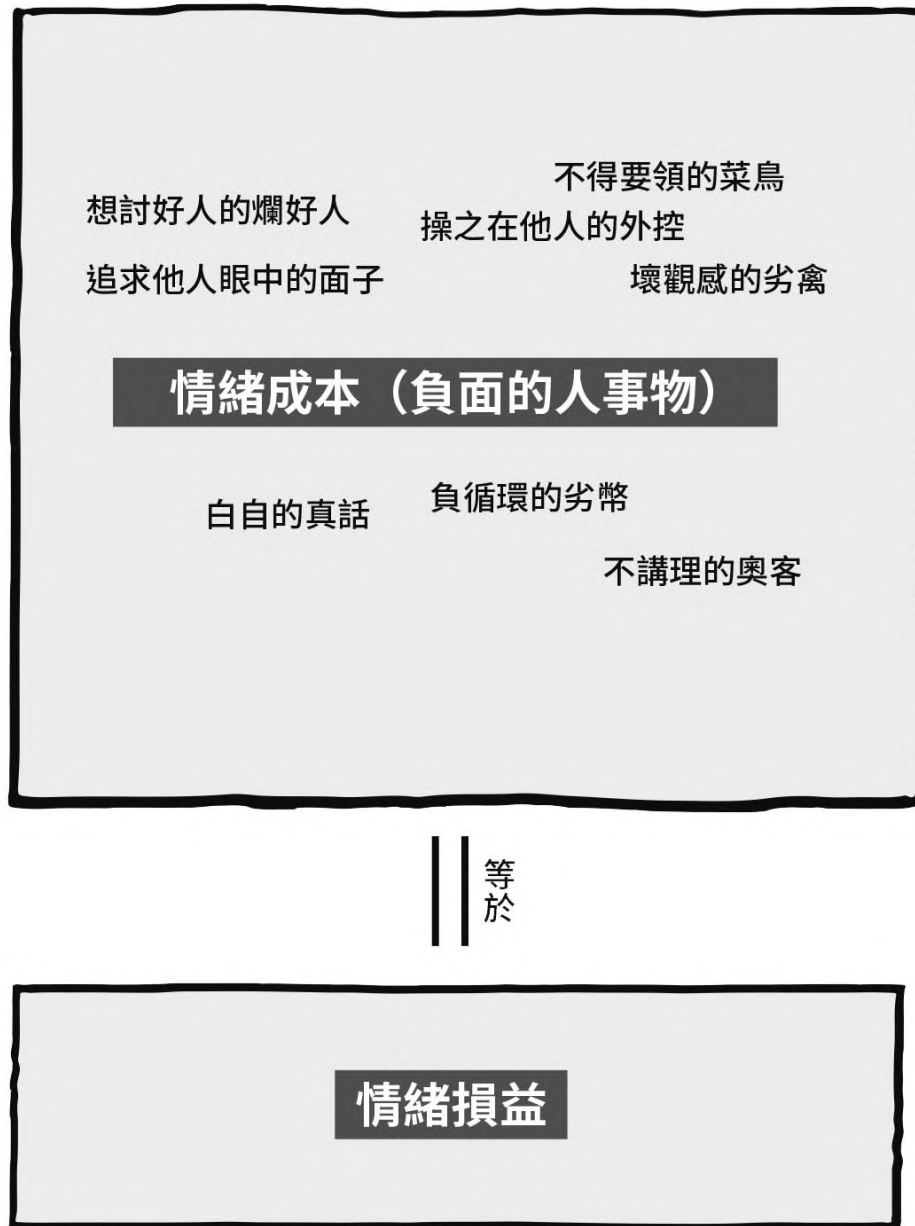 不得要領的菜鳥
想討好人的爛好人
操之在他人的外控
追求他人眼中的面子
壞觀感的劣禽
情緒成本（負面的人事物）
負循環的劣幣
白自的真話
不講理的奧客
等於
情緒損益